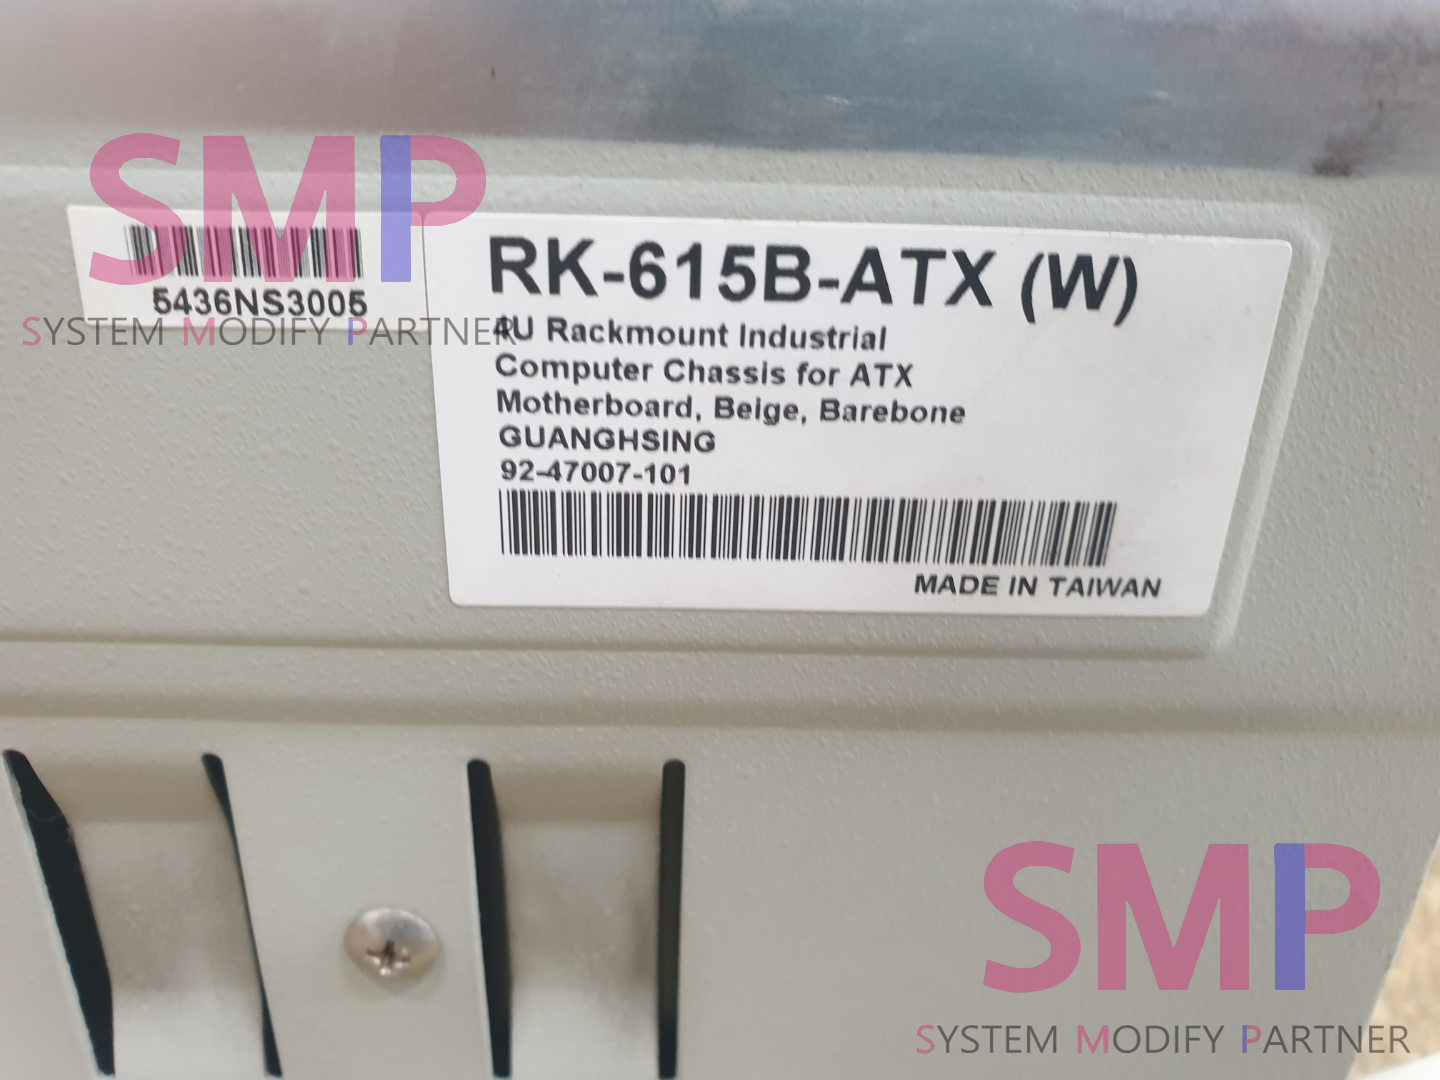 SMP
5436NS3005
SYSTEM MODIFY PARTNER
RK-615B-ATX (W)
4U Rackmount Industrial
Computer Chassis for ATX
Motherboard, Beige, Barebone
GUANGHSING
92-47007-101
MADE IN TAIWAN
SMP
SYSTEM MODIFY PARTNER